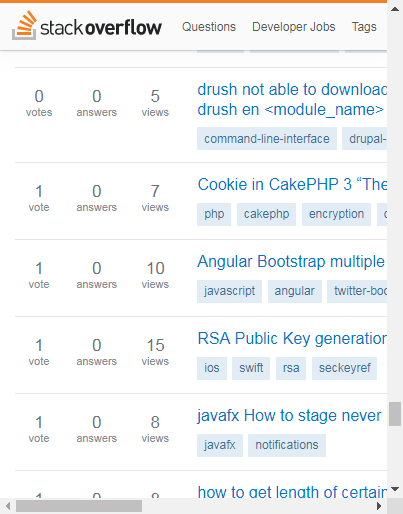 stackoverflow Questions Developer Jobs Tags
0 0 5 drush not able to download
votes answers views drush en <module_name>
command-line-interface drupal-
1 0 7 Cookie in CakePHP 3 “The
vote answers views php cakephp encryption
1 0 10 Angular Bootstrap multiple
vote answers views javascript angular twitter-boo
1 0 15 RSA Public Key generation
vote answers views ios swift rsa seckeyref
1 0 8 javafx How to stage never
vote answers views javafx notifications
1 0 8 how to get length of certain